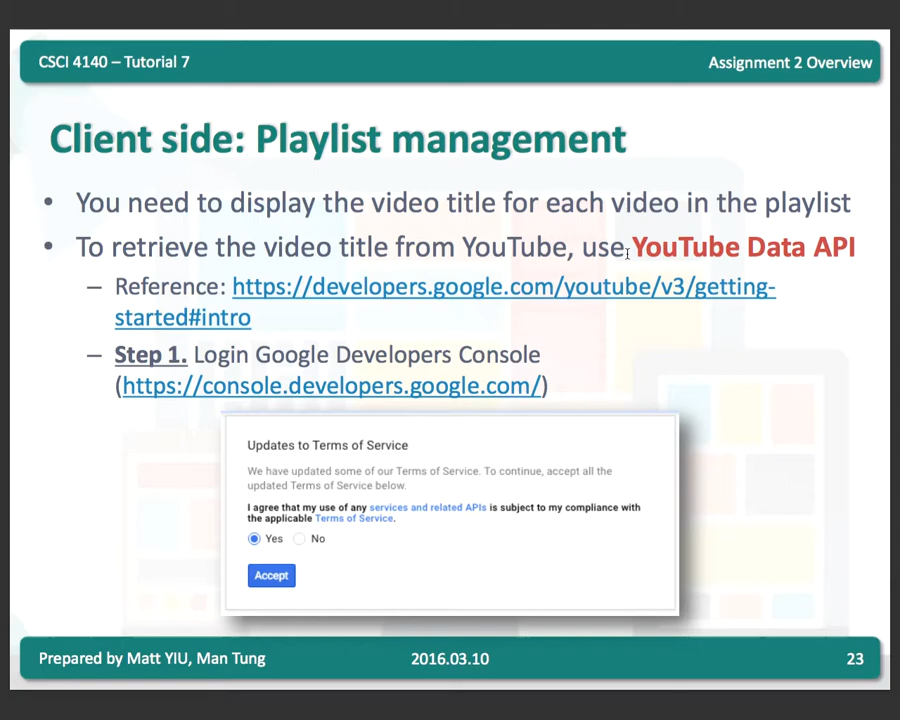 CSCI 4140 – Tutorial 7
Assignment 2 Overview
Client side: Playlist management
• You need to display the video title for each video in the playlist
• To retrieve the video title from YouTube, use YouTube Data API
– Reference: https://developers.google.com/youtube/v3/getting-
started#intro
– Step 1. Login Google Developers Console
(https://console.developers.google.com/)
Updates to Terms of Service
We have updated some of our Terms of Service. To continue, accept all the
updated Terms of Service below.
I agree that my use of any services and related APIs is subject to my compliance with
the applicable Terms of Service.
Yes No
Accept
Prepared by Matt YIU, Man Tung
2016.03.10
23